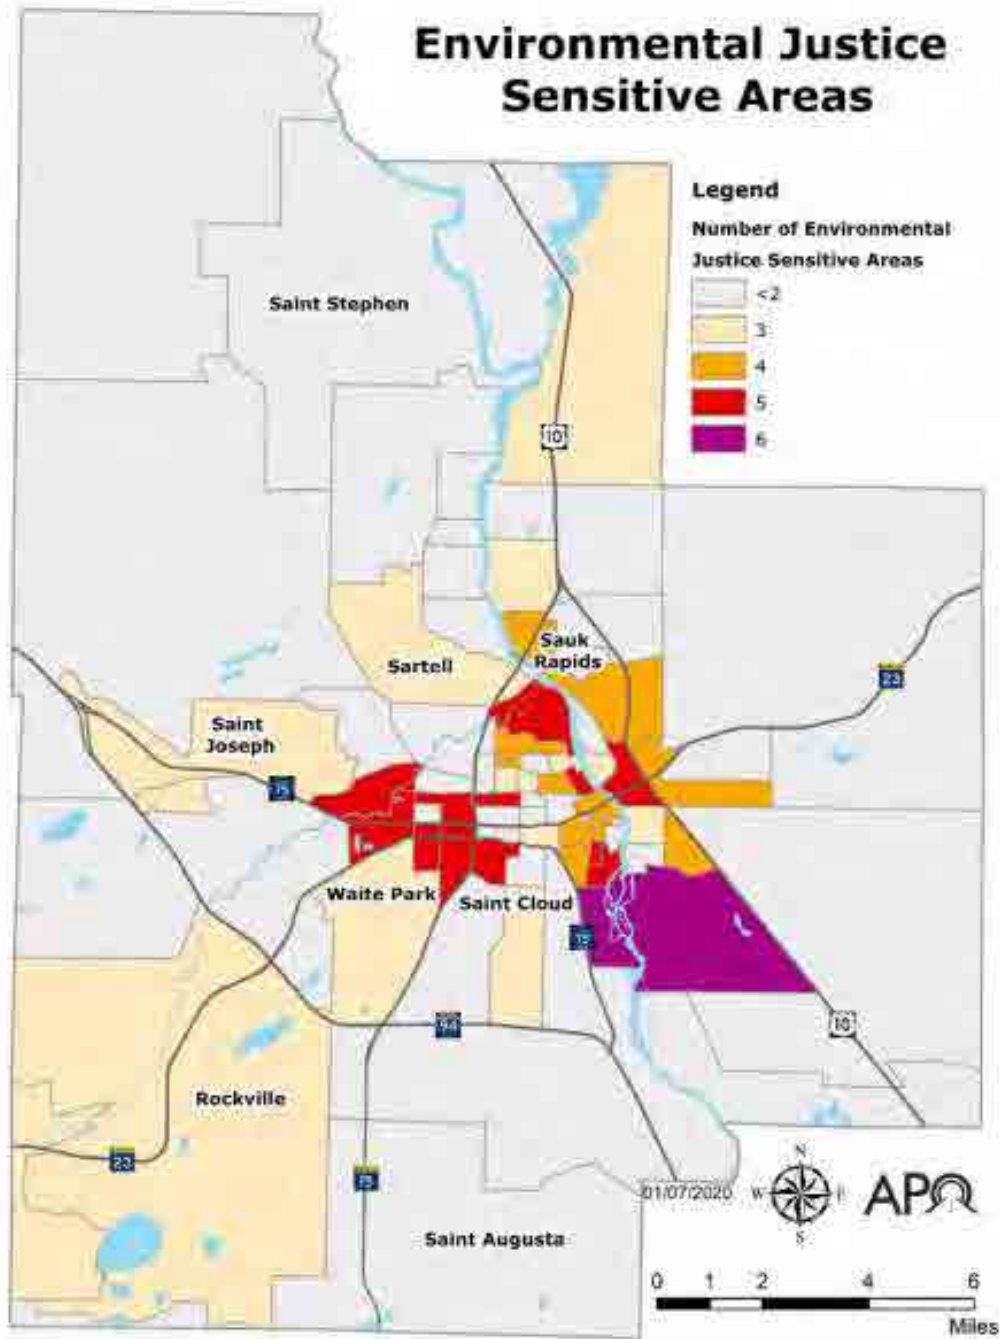 Environmental Justice
Sensitive Areas
Legend
Number of Environmental
Justice Sensitive Areas
<2
3
4
5
6
Saint Stephen
10
Sauk
Rapids
Sartell
23
Saint
Joseph
75
Waite Park
Saint Cloud
10
94
Rockville
23
15
01/07/2020
N
W
E
S
APO
Saint Augusta
0 1 2 4 6
Miles